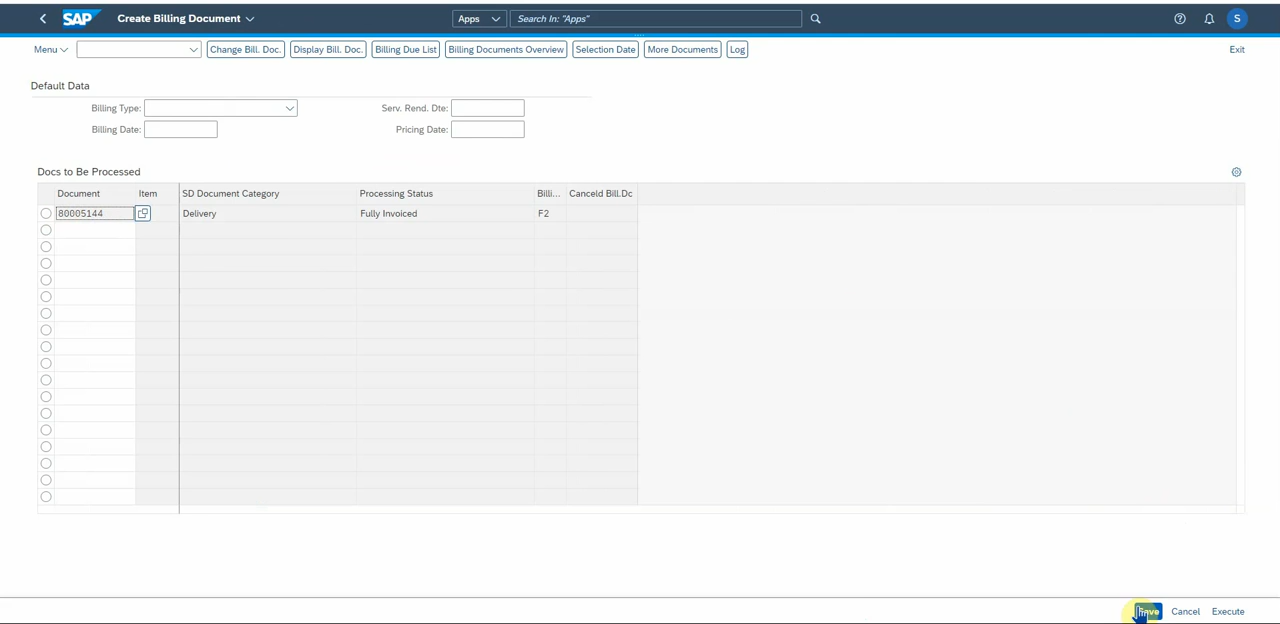 SAP Create Billing Document Apps Search In: "Apps" S
Menu Change Bill. Doc. Display Bill. Doc. Billing Due List Billing Documents Overview Selection Date More Documents Log Exit
Default Data
Billing Type: Serv. Rend. Dte:
Billing Date: Pricing Date:
Docs to Be Processed
Document Item SD Document Category Processing Status Billi... Canceld Bill.Dc
80005144 Delivery Fully Invoiced F2
Cancel Execute